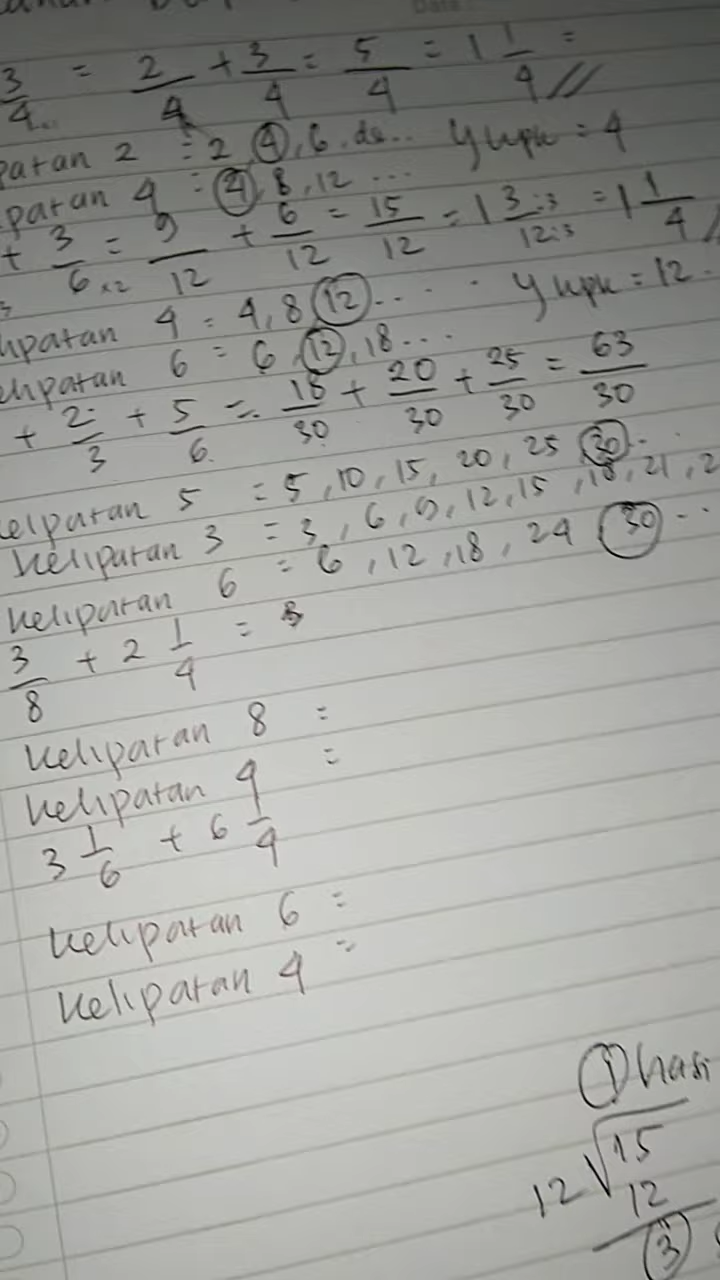 3/4 = 2/4 + 3/4 = 5/4 = 1 1/4 =
patan 2 = 2, 4, 6, ds... y kpk = 4
patan 4 = 4, 8, 12 ...
+ 3/6 ×2 = 9/12 + 6/12 = 15/12 = 1 3:3/12:3 = 1 1/4
lipatan 4 = 4, 8, 12 .... y kpk = 12
elipatan 6 = 6, 12, 18...
+ 2/3 + 5/6 = 18/30 + 20/30 + 25/30 = 63/30
kelipatan 5 = 5, 10, 15, 20, 25, 30..
Kelipatan 3 = 3, 6, 9, 12, 15, 18, 21, 2
Kelipatan 6 = 6, 12, 18, 24, 30 ...
3/8 + 2 1/4 =
Kelipatan 8 =
Kelipatan 4 =
3 1/6 + 6 1/4
Kelipatan 6 =
Kelipatan 4 =
1 hasi
12 √15
12
3